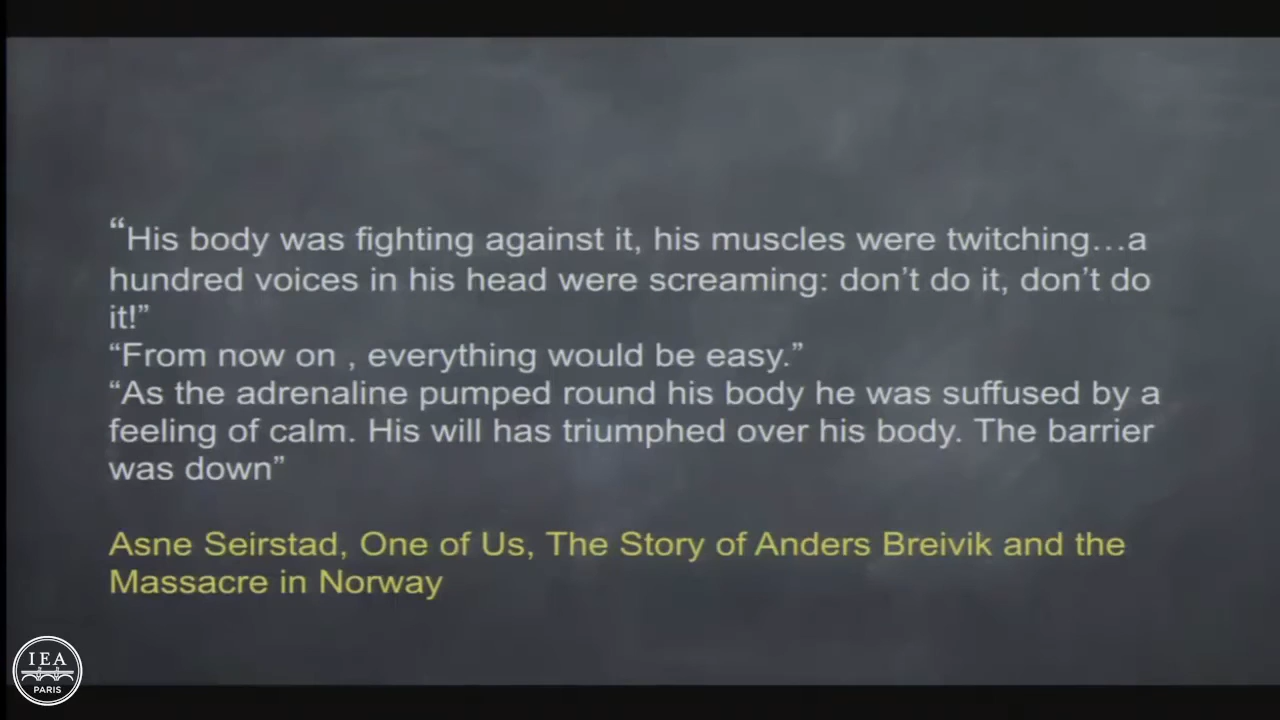 “His body was fighting against it, his muscles were twitching…a
hundred voices in his head were screaming: don’t do it, don’t do
it!”
“From now on , everything would be easy.”
“As the adrenaline pumped round his body he was suffused by a
feeling of calm. His will has triumphed over his body. The barrier
was down”
Asne Seirstad, One of Us, The Story of Anders Breivik and the
Massacre in Norway
IEA
PARIS